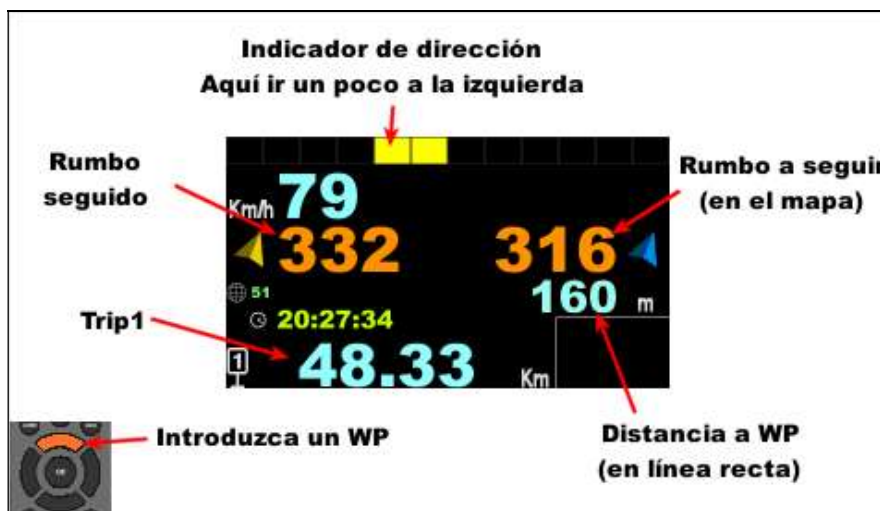 Indicador de dirección
Aquí ir un poco a la izquierda
Rumbo
seguido
Rumbo a seguir
(en el mapa)
Km/h 79
332 316
51
160 m
20:27:34
Trip1
1 48.33 Km
Introduzca un WP
Distancia a WP
(en línea recta)